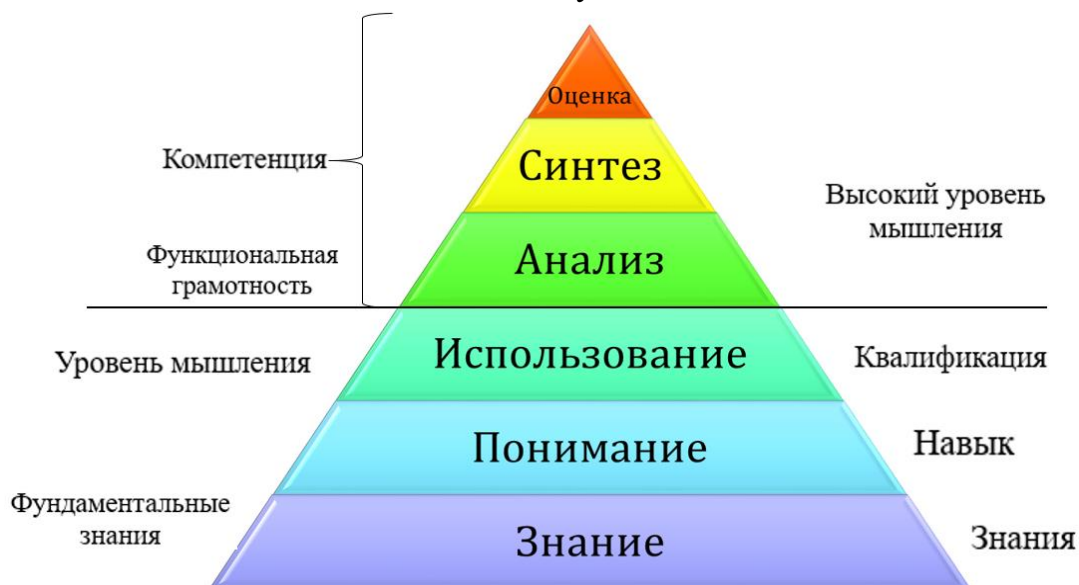 Оценка
Компетенция
Синтез
Высокий уровень
мышления
Функциональная
грамотность
Анализ
Уровень мышления
Использование
Квалификация
Понимание
Навык
Фундаментальные
знания
Знание
Знания